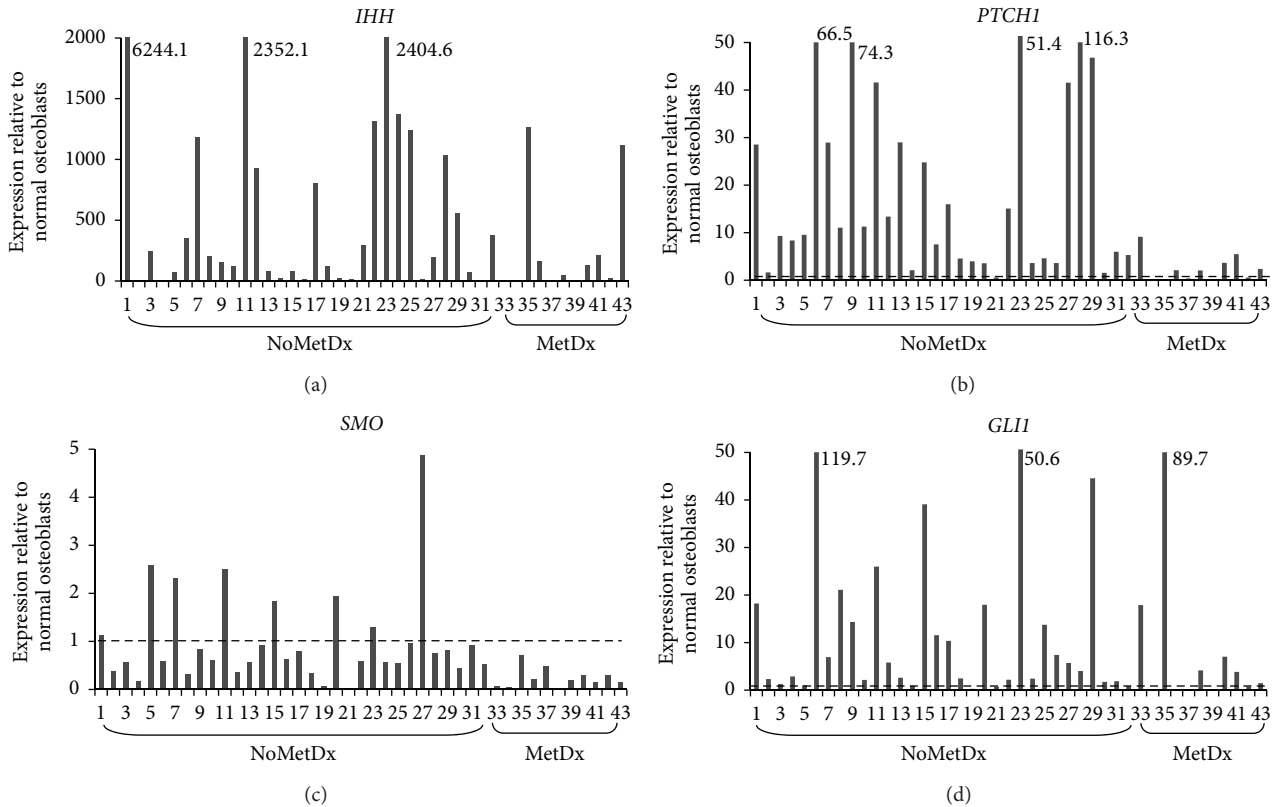 IHH
Expression relative to
normal osteoblasts
2000
1500
1000
500
0
6244.1
2352.1
2404.6
1 3 5 7 9 11 13 15 17 19 21 23 25 27 29 31 33 35 37 39 41 43
NoMetDx MetDx
(a)
PTCH1
Expression relative to
normal osteoblasts
50
40
30
20
10
0
66.5
74.3
51.4
116.3
1 3 5 7 9 11 13 15 17 19 21 23 25 27 29 31 33 35 37 39 41 43
NoMetDx MetDx
(b)
SMO
Expression relative to
normal osteoblasts
5
4
3
2
1
0
1 3 5 7 9 11 13 15 17 19 21 23 25 27 29 31 33 35 37 39 41 43
NoMetDx MetDx
(c)
GLI1
Expression relative to
normal osteoblasts
50
40
30
20
10
0
119.7
50.6
89.7
1 3 5 7 9 11 13 15 17 19 21 23 25 27 29 31 33 35 37 39 41 43
NoMetDx MetDx
(d)